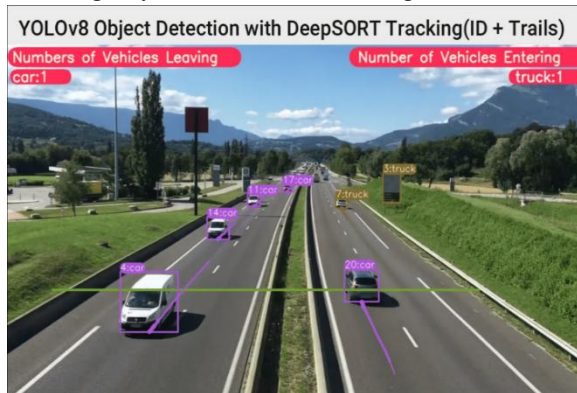 YOLOv8 Object Detection with DeepSORT Tracking(ID + Trails)
Numbers of Vehicles Leaving
Number of Vehicles Entering
car:1
truck:1
17:car
11:car
3:truck
7:truck
14:car
4:car
20:car